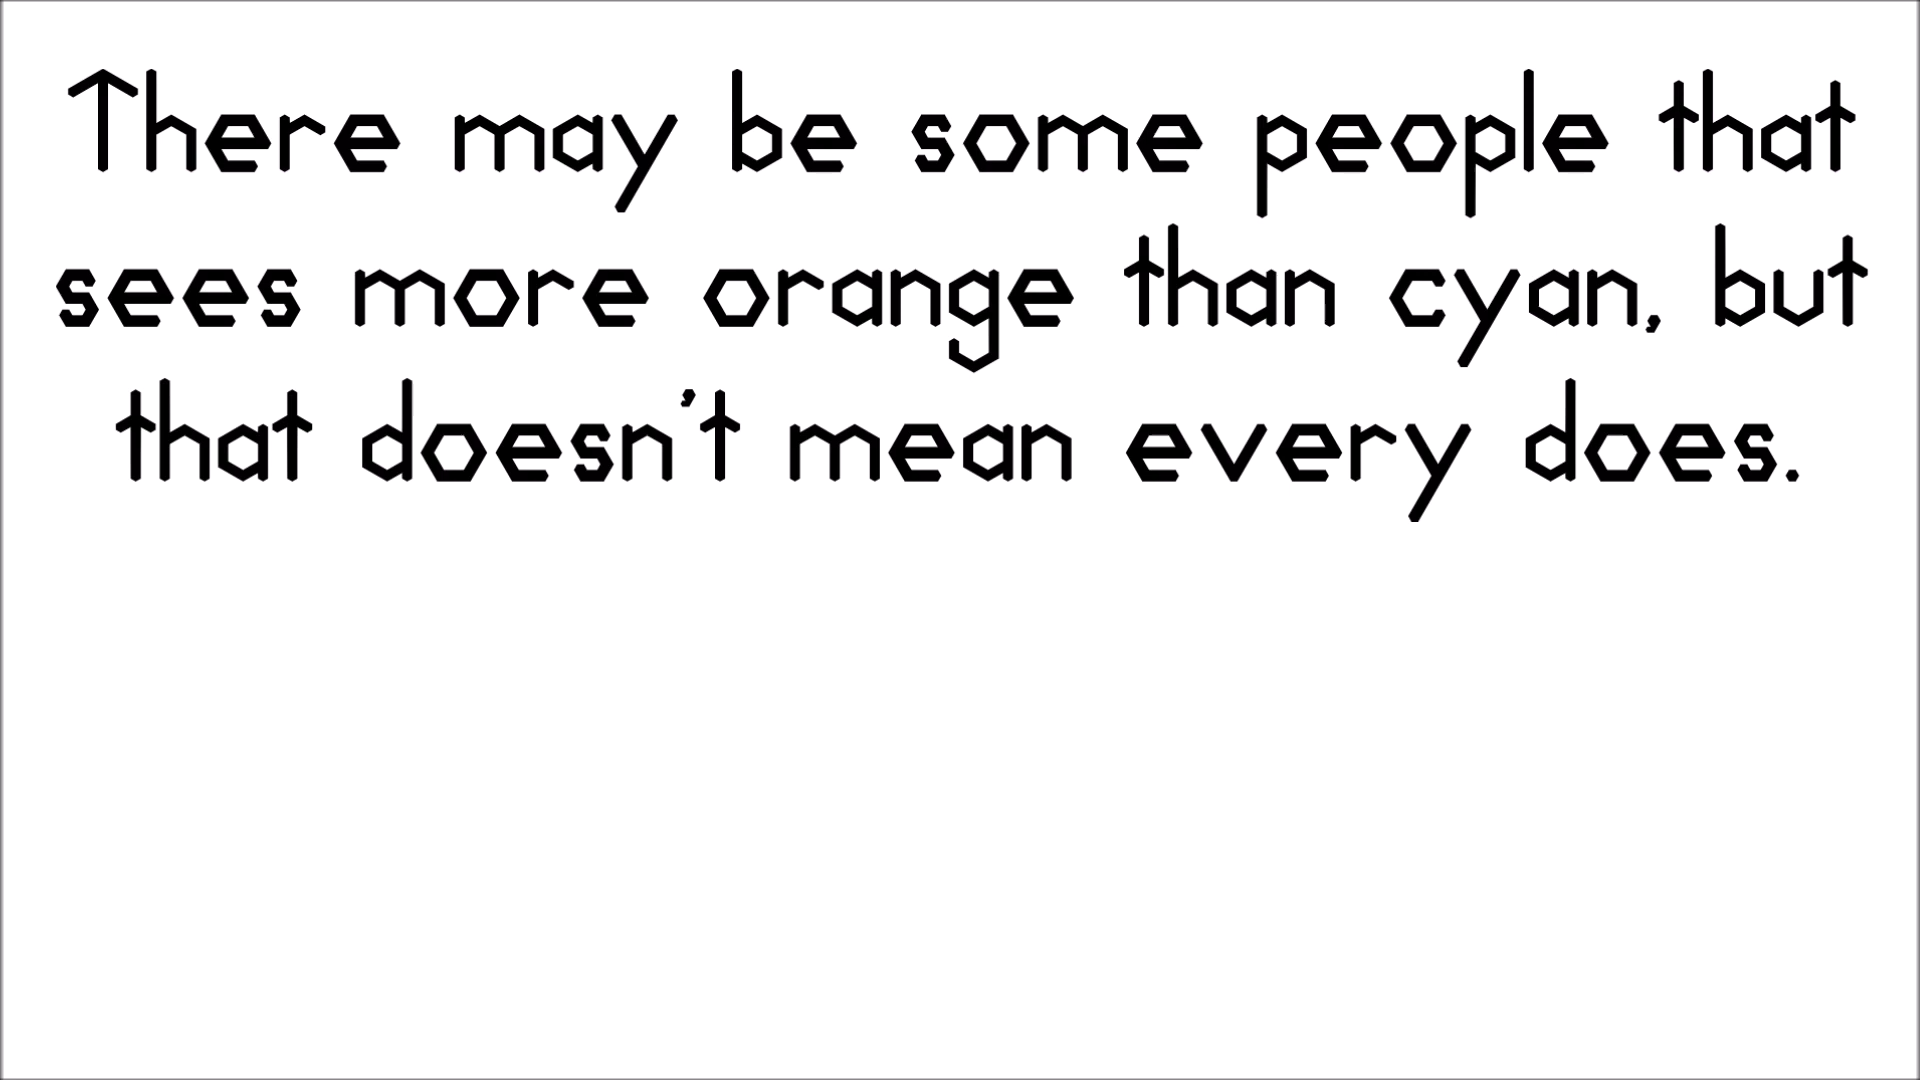 There may be some people that
sees more orange than cyan, but
that doesn't mean every does.